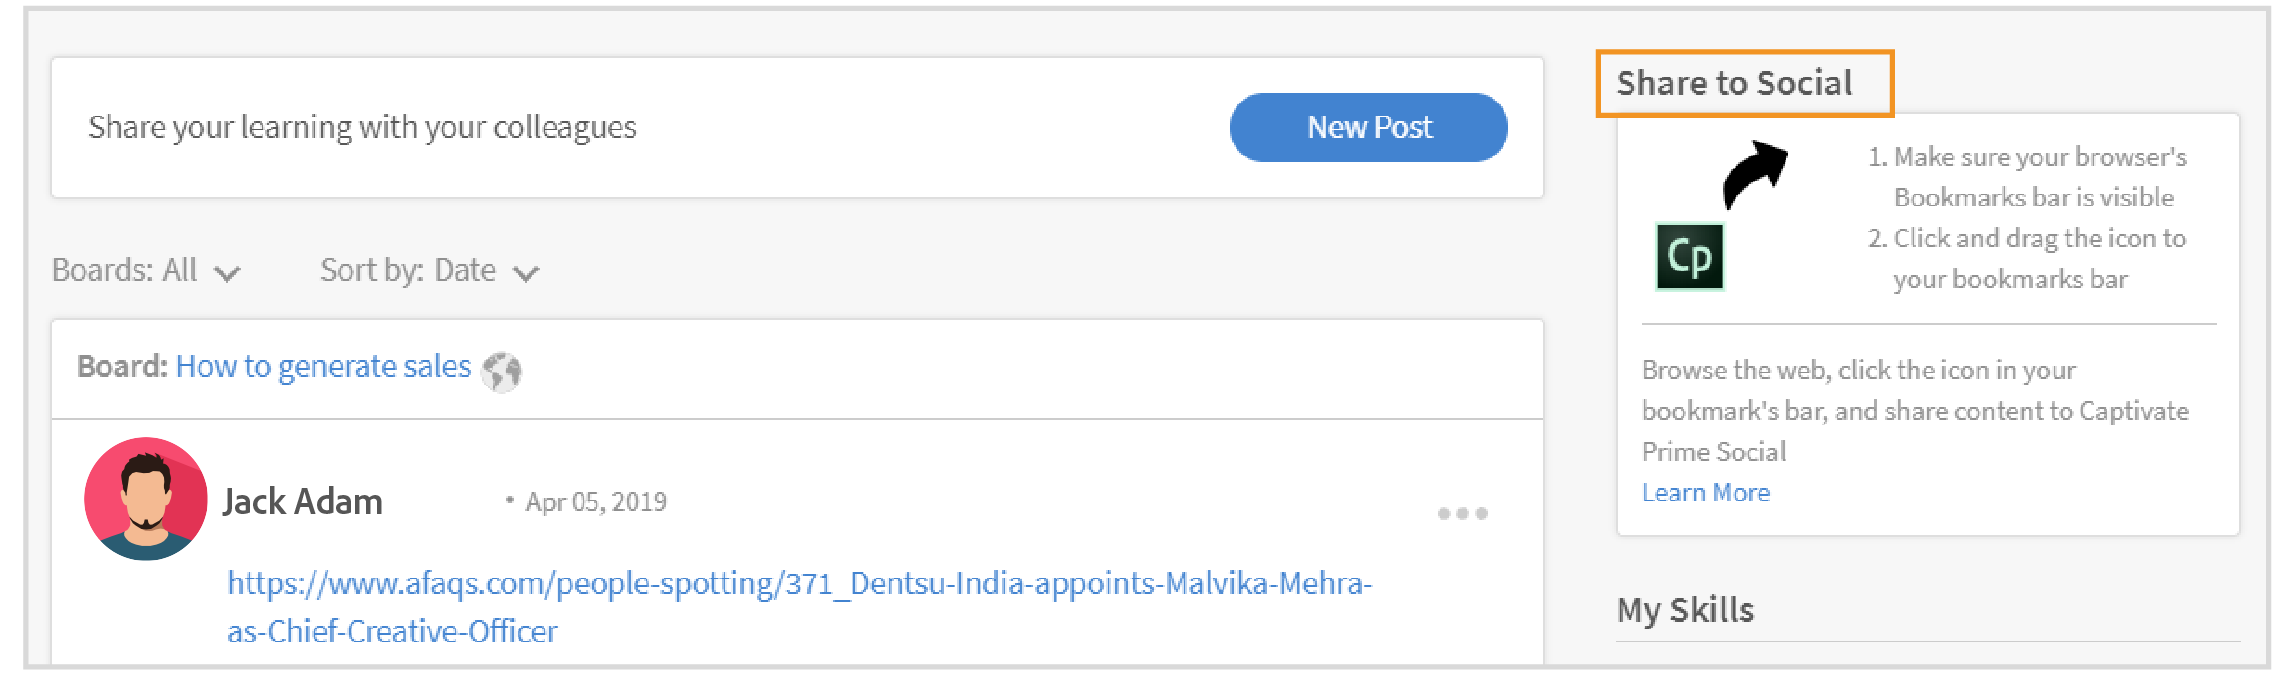 Share your learning with your colleagues
New Post
Boards: All
Sort by: Date
Board: How to generate sales
Jack Adam
• Apr 05, 2019
https://www.afaqs.com/people-spotting/371_Dentsu-India-appoints-Malvika-Mehra-
as-Chief-Creative-Officer
Share to Social
Cp
1. Make sure your browser's
Bookmarks bar is visible
2. Click and drag the icon to
your bookmarks bar
Browse the web, click the icon in your
bookmark's bar, and share content to Captivate
Prime Social
Learn More
My Skills